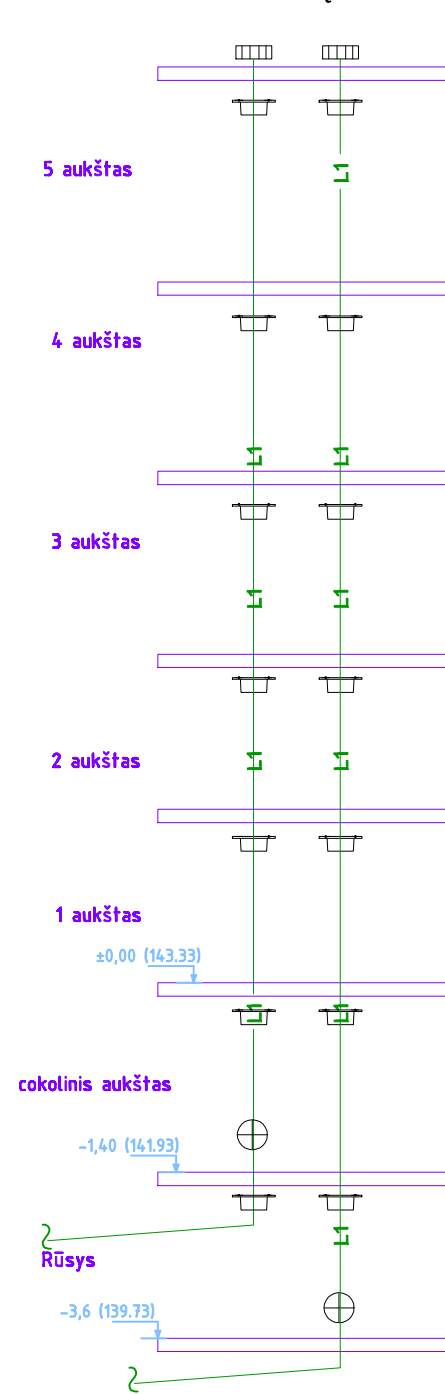 5 aukštas
L1
4 aukštas
L1 L1
3 aukštas
L1 L1
2 aukštas
L1 L1
1 aukštas
±0,00 (143.33)
L1 L1
cokolinis aukštas
-1,40 (141.93)
L1
Rūsys
-3,6 (139.73)